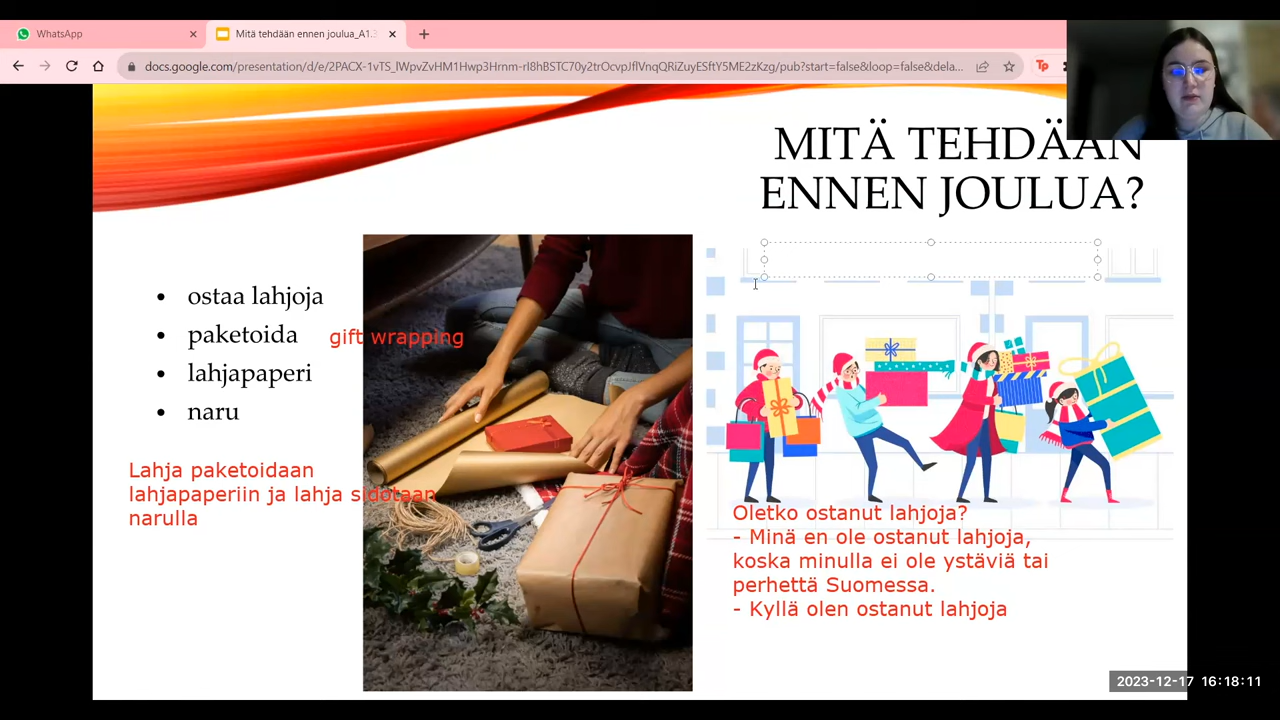 WhatsApp
Mitä tehdään ennen joulua_A1.
docs.google.com/presentation/d/e/2PACX-1vTS_lWpvZvHM1Hwp3Hrnm-rI8hBSTC70y2trOcvpJflVnqQRiZuyESftY5ME2zKzg/pub?start=false&loop=false&dela...
Tp
MITÄ TEHDÄÄN
ENNEN JOULUA?
• ostaa lahjoja
• paketoida gift wrapping
• lahjapaperi
• naru
Lahja paketoidaan
lahjapaperiin ja lahja sidotaan
narulla
Oletko ostanut lahjoja?
- Minä en ole ostanut lahjoja,
koska minulla ei ole ystäviä tai
perhettä Suomessa.
- Kyllä olen ostanut lahjoja
2023-12-17 16:18:11